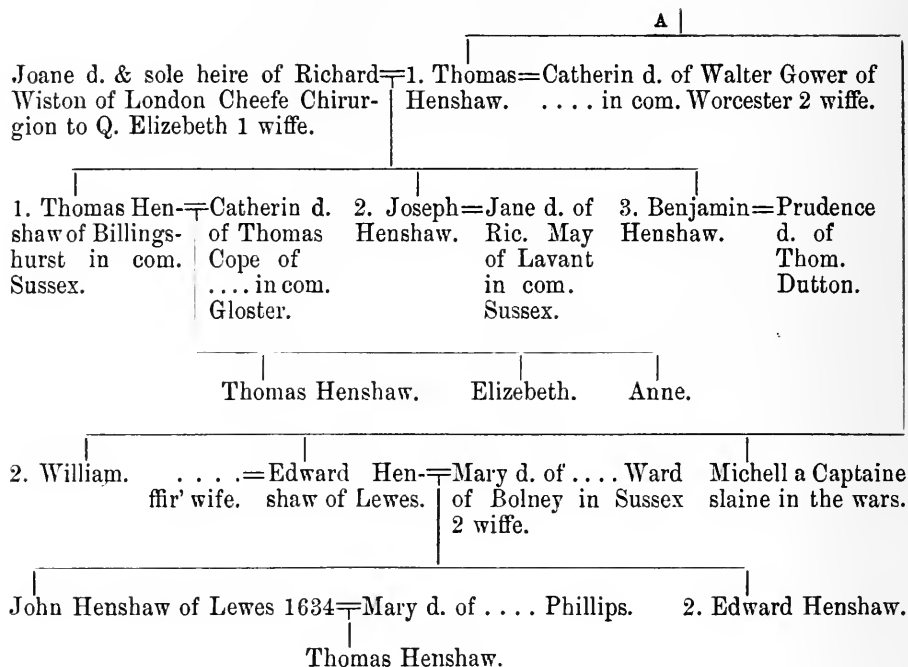 A
Joane d. & sole heire of Richard=1. Thomas=Catherin d. of Walter Gower of
Wiston of London Cheefe Chirur- Henshaw. .... in com. Worcester 2 wiffe.
gion to Q. Elizebeth 1 wiffe.
1. Thomas Hen-=Catherin d. 2. Joseph=Jane d. of 3. Benjamin=Prudence
shaw of Billings- of Thomas Henshaw. Ric. May Henshaw. d. of
hurst in com. Cope of of Lavant Thom.
Sussex. .... in com. in com. Dutton.
Gloster. Sussex.
Thomas Henshaw. Elizebeth. Anne.
2. William. ....=Edward Hen-=Mary d. of .... Ward Michell a Captaine
ffir' wife. shaw of Lewes. of Bolney in Sussex slaine in the wars.
2 wiffe.
John Henshaw of Lewes 1634=Mary d. of .... Phillips. 2. Edward Henshaw.
Thomas Henshaw.